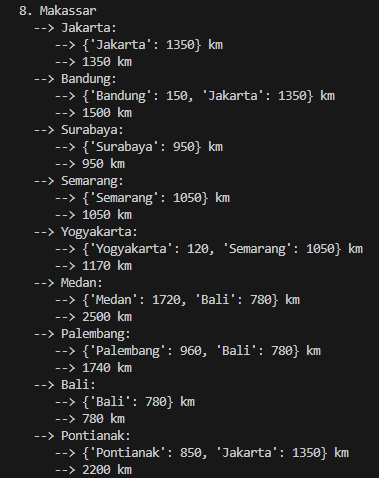 8. Makassar
--> Jakarta:
--> {'Jakarta': 1350} km
--> 1350 km
--> Bandung:
--> {'Bandung': 150, 'Jakarta': 1350} km
--> 1500 km
--> Surabaya:
--> {'Surabaya': 950} km
--> 950 km
--> Semarang:
--> {'Semarang': 1050} km
--> 1050 km
--> Yogyakarta:
--> {'Yogyakarta': 120, 'Semarang': 1050} km
--> 1170 km
--> Medan:
--> {'Medan': 1720, 'Bali': 780} km
--> 2500 km
--> Palembang:
--> {'Palembang': 960, 'Bali': 780} km
--> 1740 km
--> Bali:
--> {'Bali': 780} km
--> 780 km
--> Pontianak:
--> {'Pontianak': 850, 'Jakarta': 1350} km
--> 2200 km